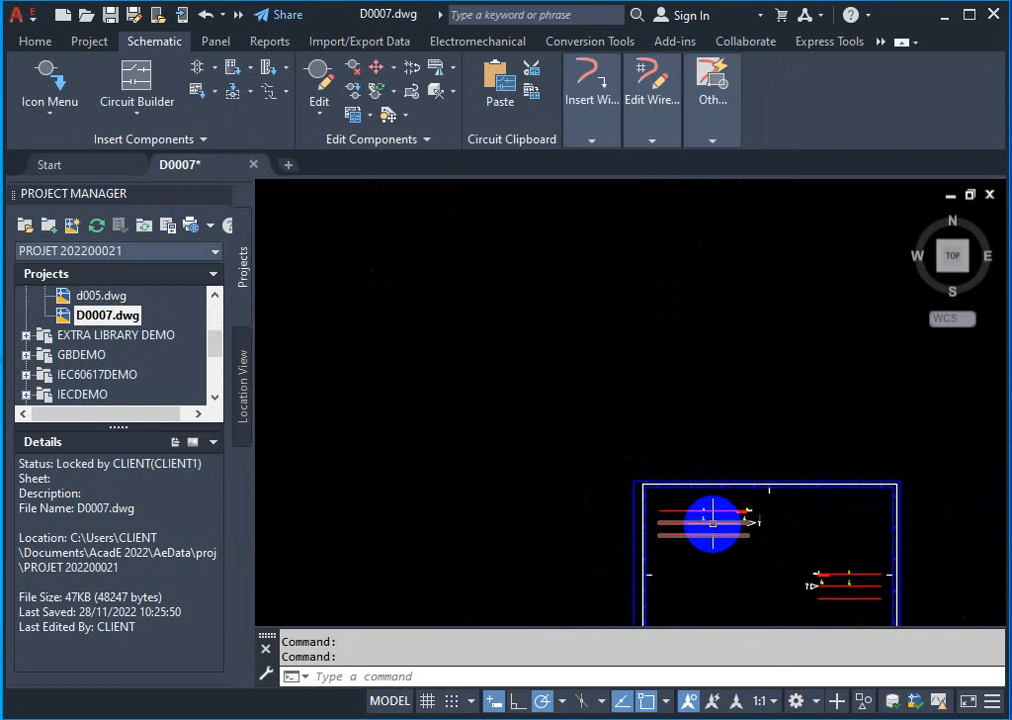 Share
D0007.dwg
Type a keyword or phrase
Sign In
Home
Project
Schematic
Panel
Reports
Import/Export Data
Electromechanical
Conversion Tools
Add-ins
Collaborate
Express Tools
Icon Menu
Circuit Builder
Edit
Paste
Insert Wi...
Edit Wire...
Oth...
Insert Components
Edit Components
Circuit Clipboard
Start
D0007*
PROJECT MANAGER
PROJET 202200021
Projects
d005.dwg
D0007.dwg
EXTRA LIBRARY DEMO
GBDEMO
IEC60617DEMO
IECDEMO
Projects
Location View
Details
Status: Locked by CLIENT(CLIENT1)
Sheet:
Description:
File Name: D0007.dwg
Location: C:\Users\CLIENT
\Documents\AcadE 2022\AeData\proj
\PROJET 202200021
File Size: 47KB (48247 bytes)
Last Saved: 28/11/2022 10:25:50
Last Edited By: CLIENT
N
W
TOP
E
S
WCS
Command:
Command:
Type a command
MODEL
1:1